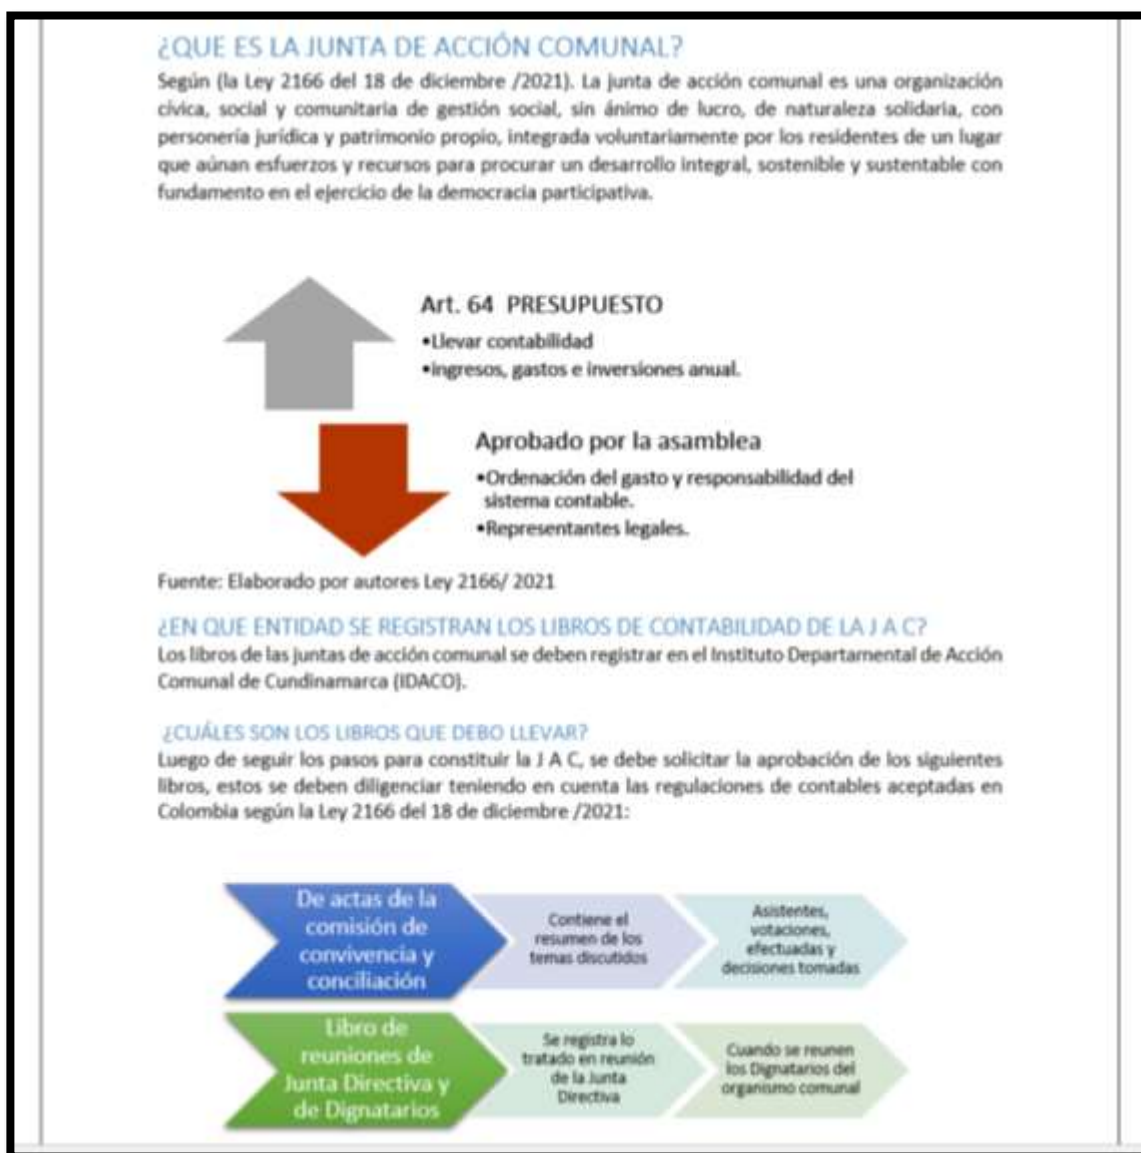 ¿QUE ES LA JUNTA DE ACCIÓN COMUNAL?
Según (la Ley 2166 del 18 de diciembre /2021). La junta de acción comunal es una organización
cívica, social y comunitaria de gestión social, sin ánimo de lucro, de naturaleza solidaria, con
personería jurídica y patrimonio propio, integrada voluntariamente por los residentes de un lugar
que aúnan esfuerzos y recursos para procurar un desarrollo integral, sostenible y sustentable con
fundamento en el ejercicio de la democracia participativa.
Art. 64 PRESUPUESTO
•Llevar contabilidad
•ingresos, gastos e inversiones anual.
Aprobado por la asamblea
•Ordenación del gasto y responsabilidad del
sistema contable.
•Representantes legales.
Fuente: Elaborado por autores Ley 2166/ 2021
¿EN QUE ENTIDAD SE REGISTRAN LOS LIBROS DE CONTABILIDAD DE LA J A C?
Los libros de las juntas de acción comunal se deben registrar en el Instituto Departamental de Acción
Comunal de Cundinamarca (IDACO).
¿CUÁLES SON LOS LIBROS QUE DEBO LLEVAR?
Luego de seguir los pasos para constituir la J A C, se debe solicitar la aprobación de los siguientes
libros, estos se deben diligenciar teniendo en cuenta las regulaciones de contables aceptadas en
Colombia según la Ley 2166 del 18 de diciembre /2021:
De actas de la
comisión de
convivencia y
conciliación
Contiene el
resumen de los
temas discutidos
Asistentes,
votaciones,
efectuadas y
decisiones tomadas
Libro de
reuniones de
Junta Directiva y
de Dignatarios
Se registra lo
tratado en reunión
de la Junta
Directiva
Cuando se reunen
los Dignatarios del
organismo comunal